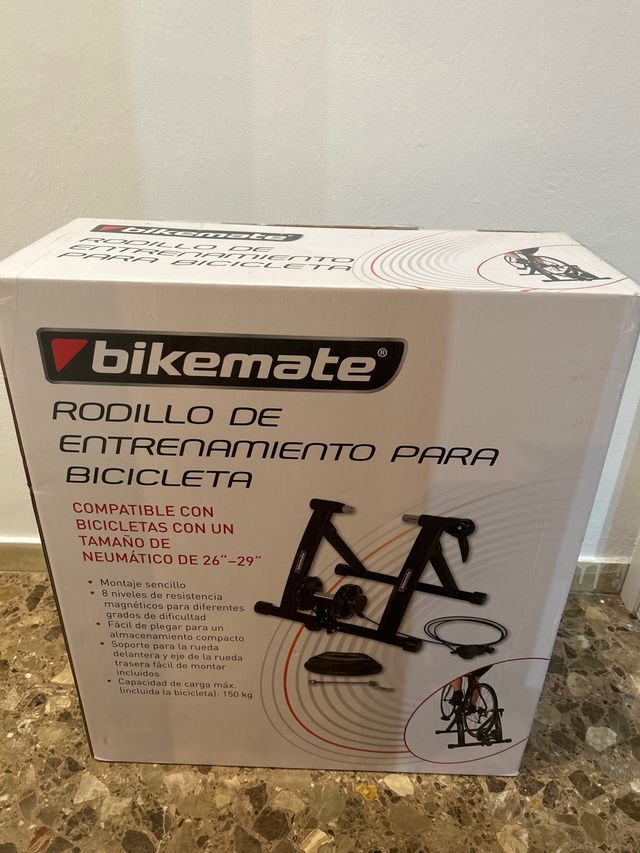 bikemate
RODILLO DE
ENTRENAMIENTO
PARA BICICLETA
bikemate®
RODILLO DE
ENTRENAMIENTO PARA
BICICLETA
COMPATIBLE CON
BICICLETAS CON UN
TAMAÑO DE
NEUMÁTICO DE 26"–29"
• Montaje sencillo
• 8 niveles de resistencia
magnéticos para diferentes
grados de dificultad
• Fácil de plegar para un
almacenamiento compacto
• Soporte para la rueda
delantera y eje de la rueda
trasera fácil de montar
incluidos
• Capacidad de carga máx.
(incluida la bicicleta): 150 kg